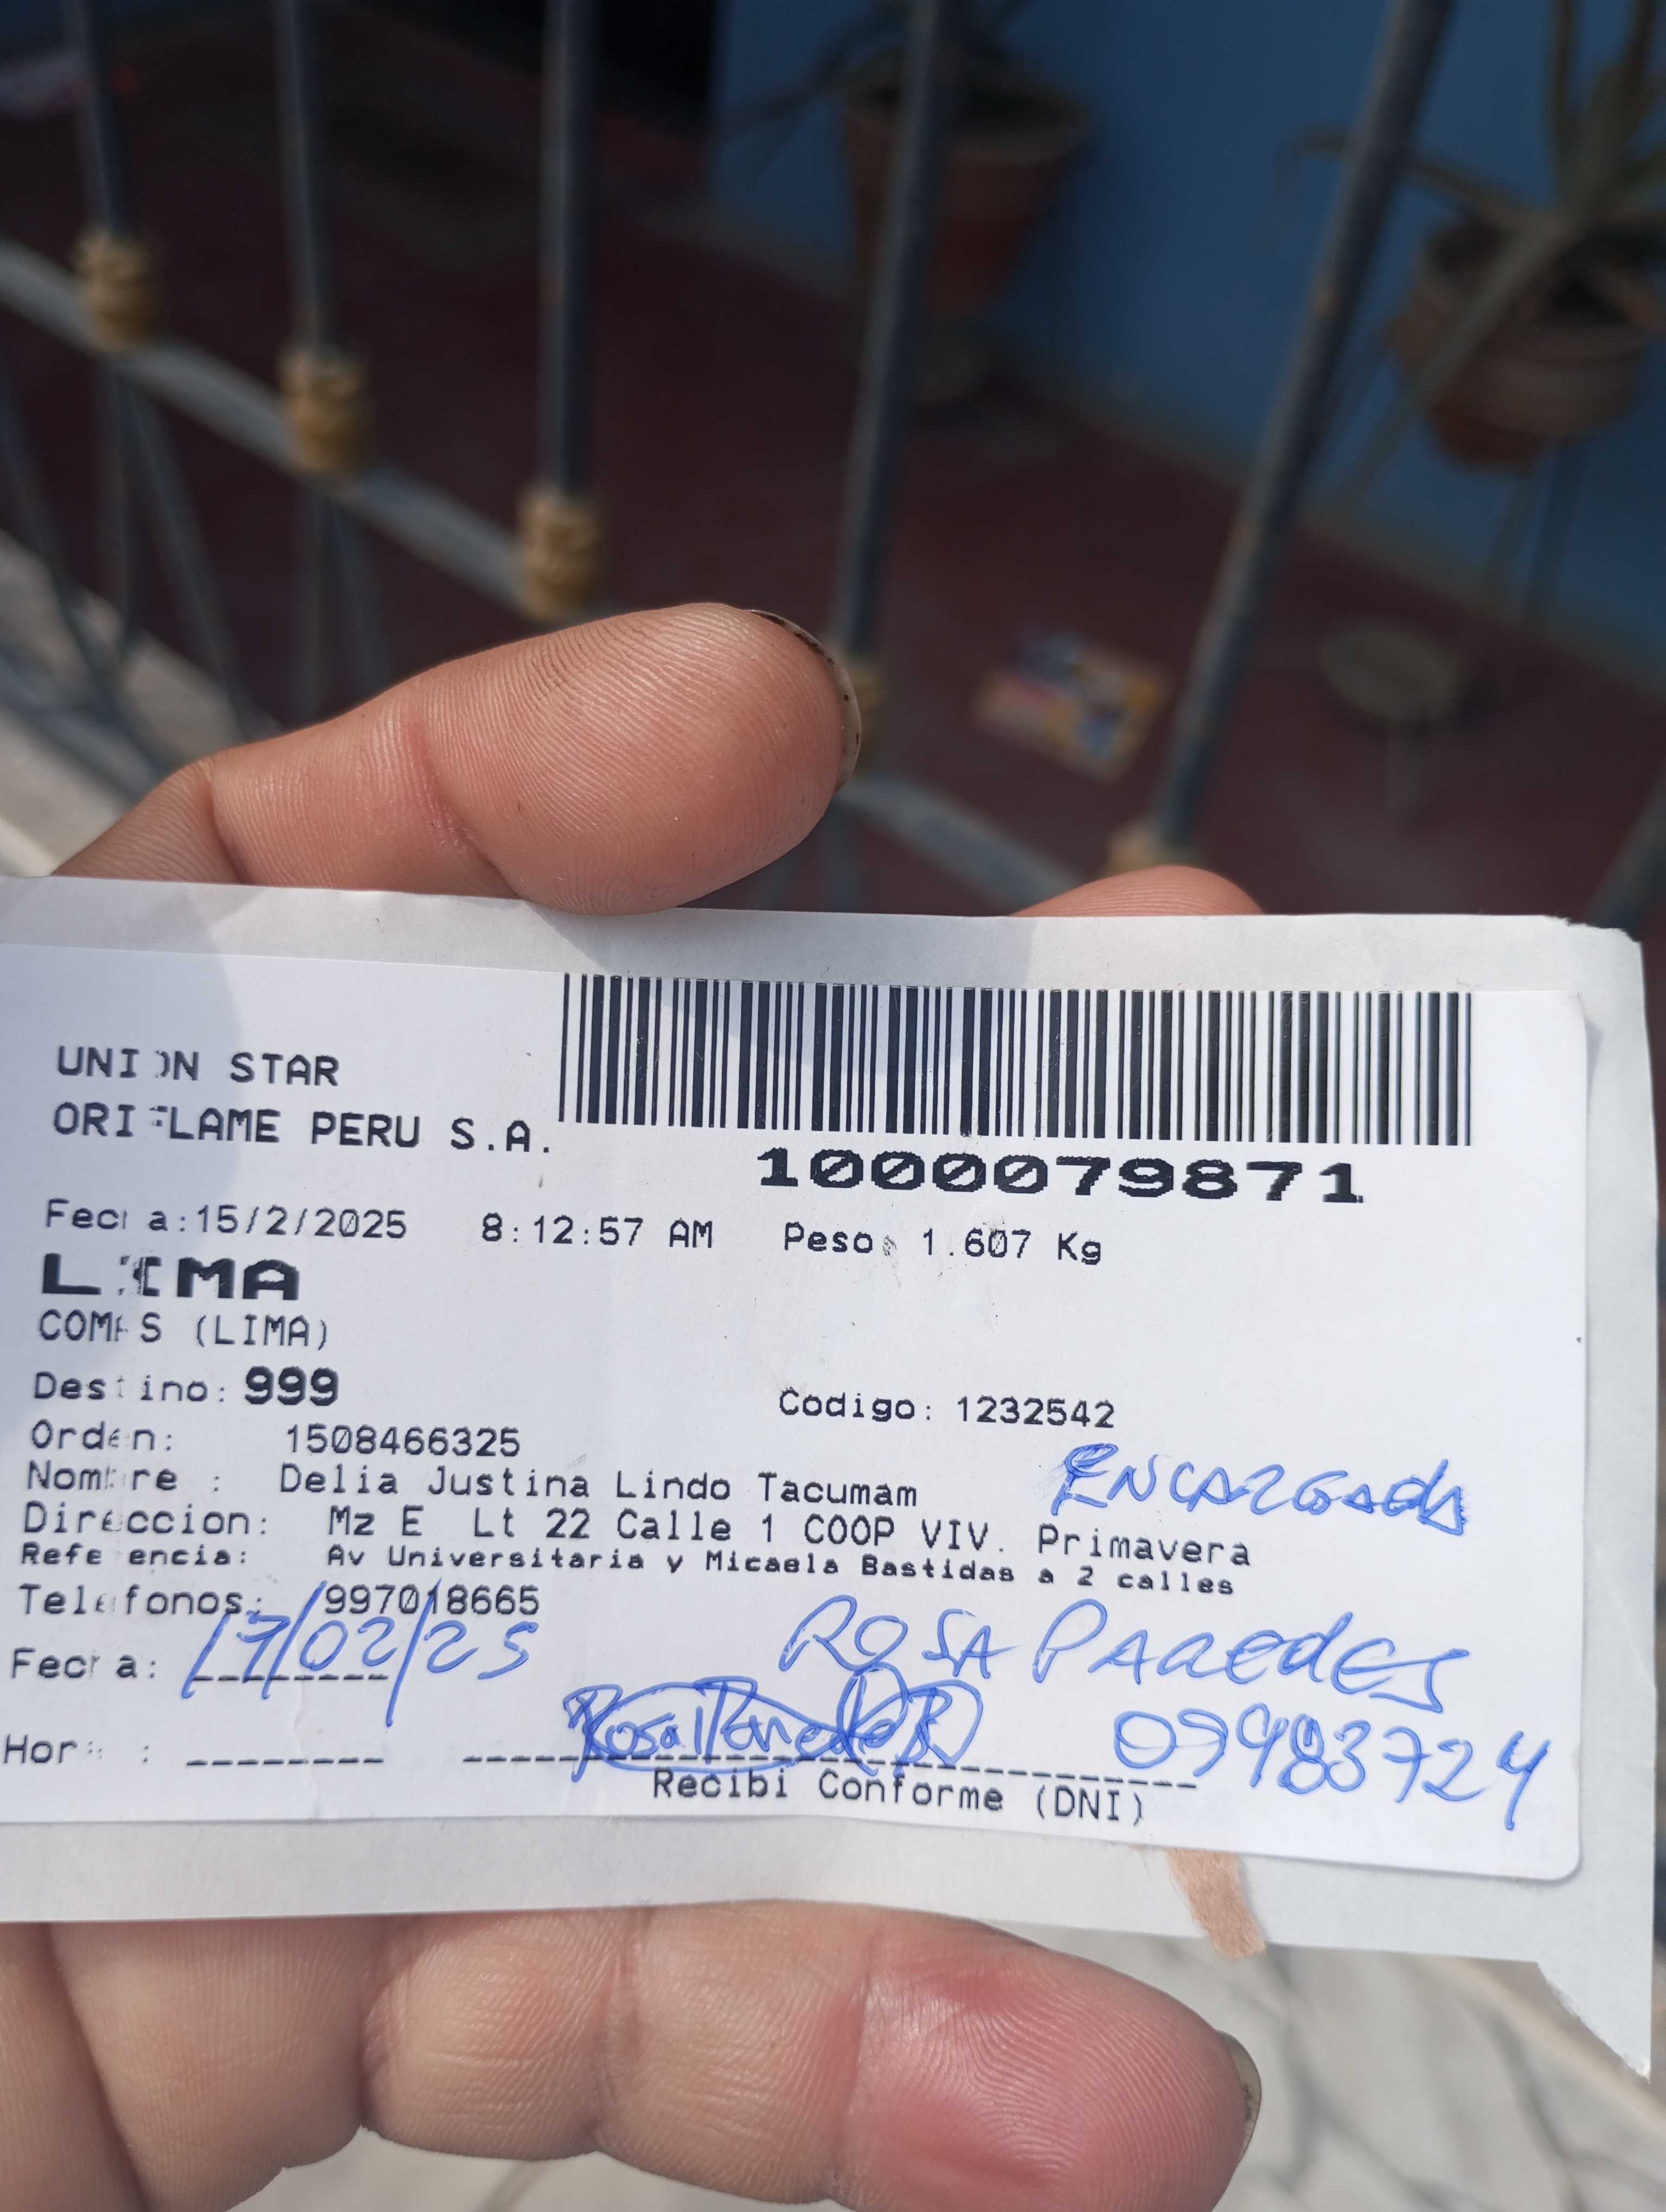 UNION STAR
ORIFLAME PERU S.A.
1000079871
Fecha:15/2/2025 8:12:57 AM Peso: 1.607 Kg
LIMA
COMAS (LIMA)
Destino: 999 Codigo: 1232542
Orden: 1508466325
Nombre : Delia Justina Lindo Tacumam ENCARGADA
Direccion: Mz E Lt 22 Calle 1 COOP VIV. Primavera
Referencia: Av Universitaria y Micaela Bastidas a 2 calles
Telefonos: 997018665
ROSA PAREDES
Fecha: 17/02/25
Hora : Rosa Paredes 09983724
Recibi Conforme (DNI)